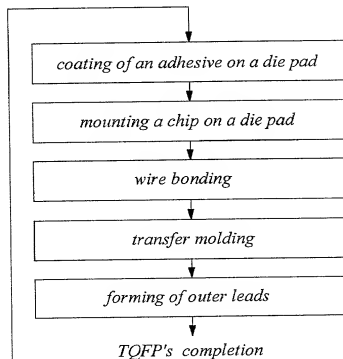 coating of an adhesive on a die pad
mounting a chip on a die pad
wire bonding
transfer molding
forming of outer leads
TQFP's completion